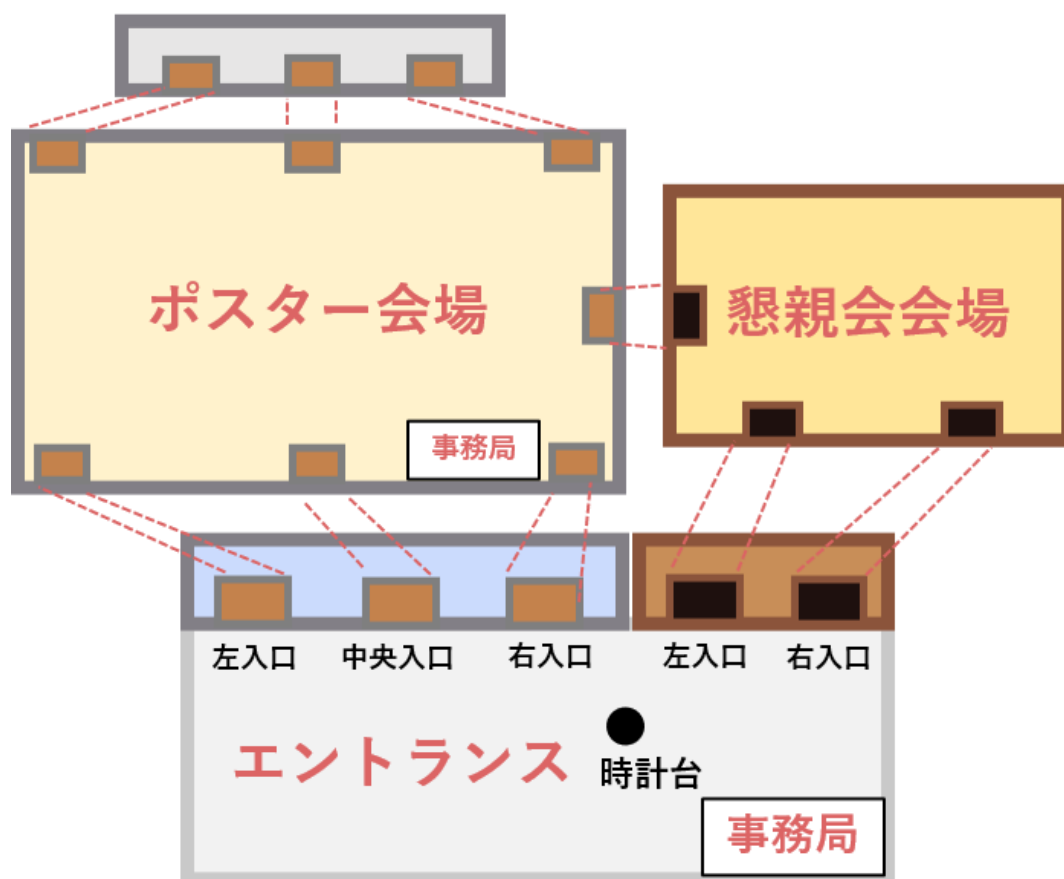 ポスター会場
懇親会会場
事務局
左入口
中央入口
右入口
左入口
右入口
エントランス
時計台
事務局